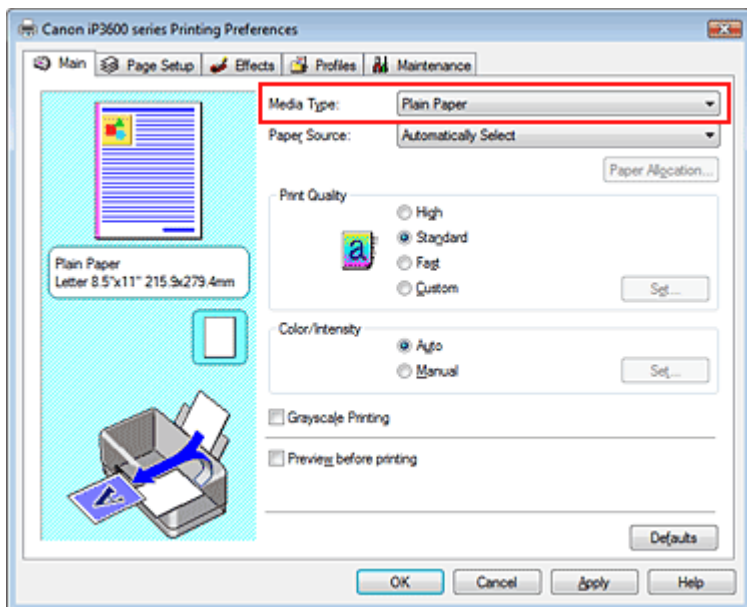 Canon iP3600 series Printing Preferences
Main Page Setup Effects Profiles Maintenance
Media Type: Plain Paper
Paper Source: Automatically Select
Paper Allocation...
Print Quality
High
a Standard
Fast
Custom Set...
Plain Paper
Letter 8.5"x11" 215.9x279.4mm
Color/Intensity
Auto
Manual Set...
Grayscale Printing
Preview before printing
A
Defaults
OK Cancel Apply Help